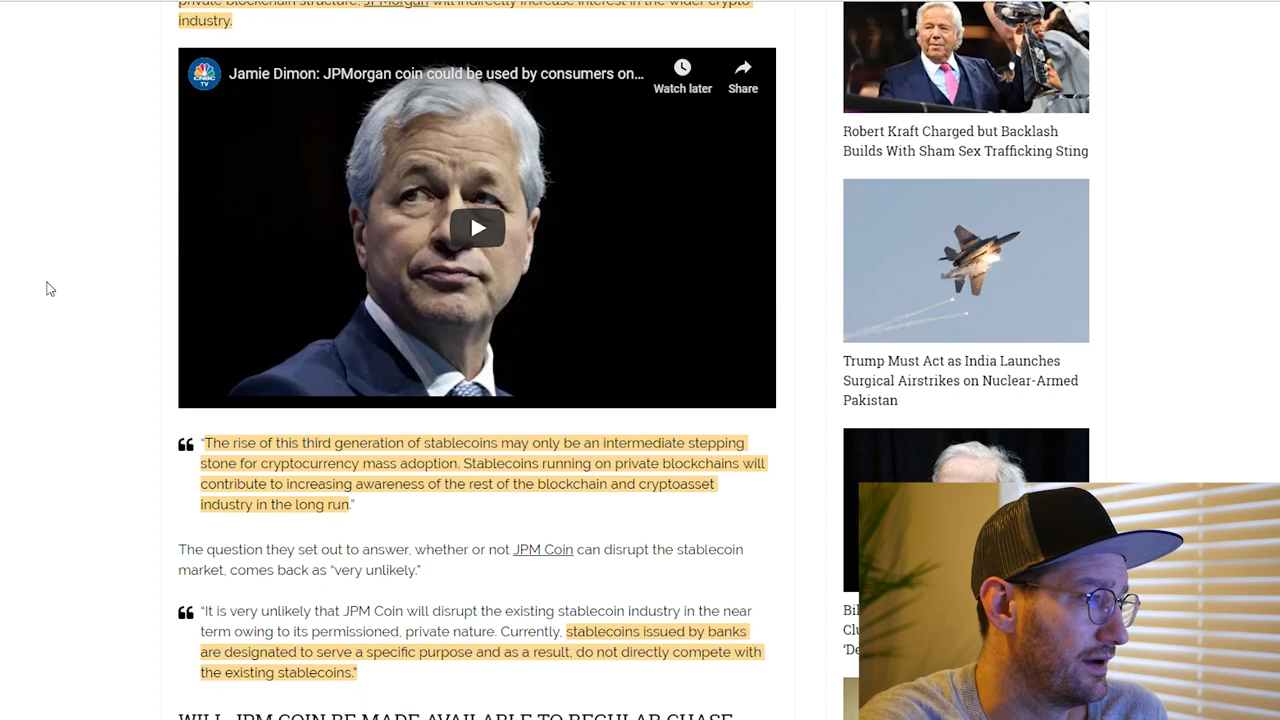 private blockchain structure, JPMorgan will indirectly increase interest in the wider crypto
industry.
CNBC
TV
Jamie Dimon: JPMorgan coin could be used by consumers on...
Watch later
Share
“The rise of this third generation of stablecoins may only be an intermediate stepping
stone for cryptocurrency mass adoption. Stablecoins running on private blockchains will
contribute to increasing awareness of the rest of the blockchain and cryptoasset
industry in the long run.”
The question they set out to answer, whether or not JPM Coin can disrupt the stablecoin
market, comes back as “very unlikely.”
“It is very unlikely that JPM Coin will disrupt the existing stablecoin industry in the near
term owing to its permissioned, private nature. Currently, stablecoins issued by banks
are designated to serve a specific purpose and as a result, do not directly compete with
the existing stablecoins.”
WILL JPM COIN BE MADE AVAILABLE TO REGULAR CHASE
Robert Kraft Charged but Backlash
Builds With Sham Sex Trafficking Sting
Trump Must Act as India Launches
Surgical Airstrikes on Nuclear-Armed
Pakistan